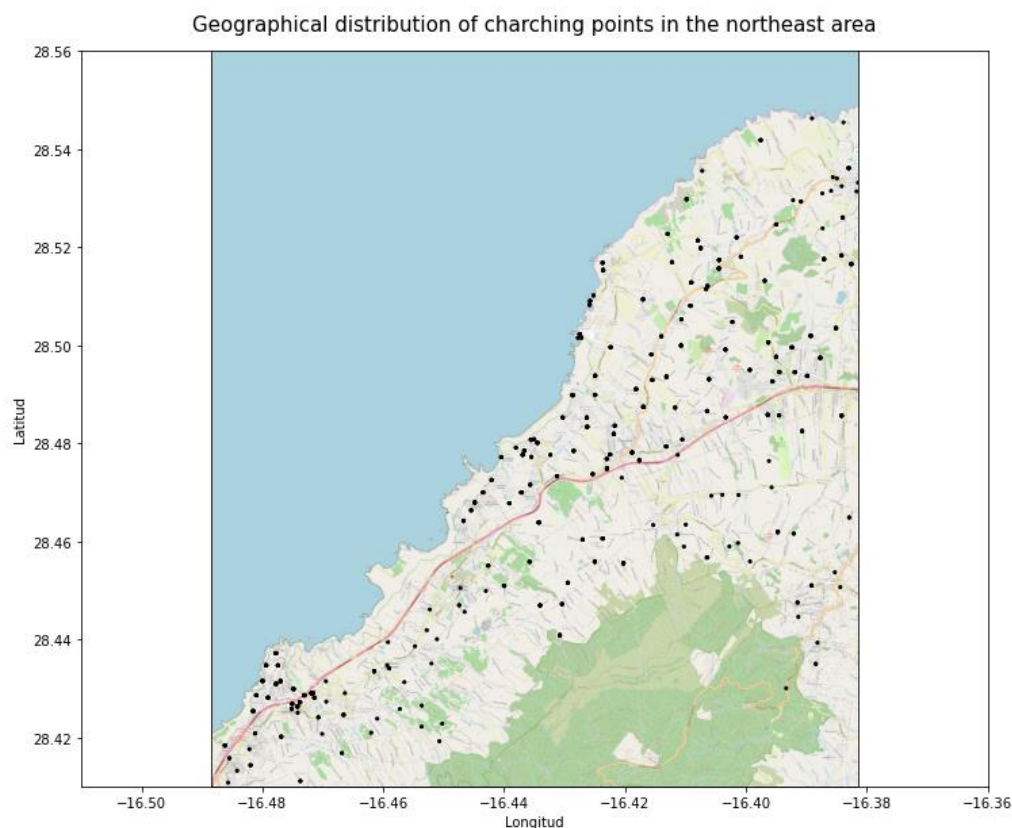 Geographical distribution of charching points in the northeast area
28.56
28.54
28.52
28.50
28.48
28.46
28.44
28.42
Latitud
−16.50 −16.48 −16.46 −16.44 −16.42 −16.40 −16.38 −16.36
Longitud